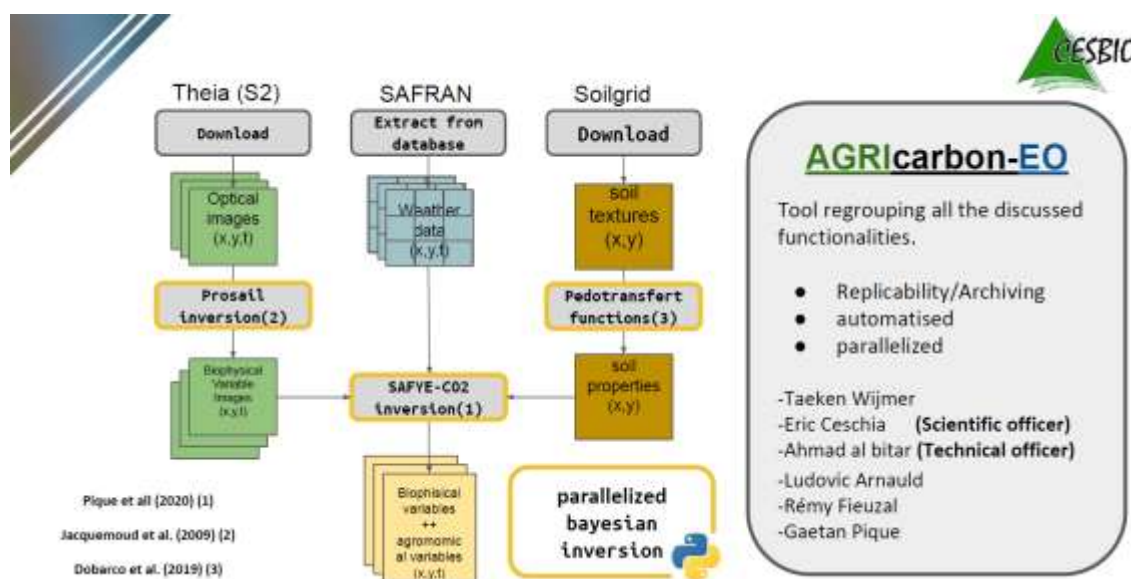 CESBIO
Theia (S2)
SAFRAN
Soilgrid
Download
Extract from
database
Download
Optical
images
(x,y,t)
Weather
data
(x,y,t)
soil
textures
(x,y)
Prosail
inversion(2)
Pedotransfert
functions(3)
Biophysical
Variable
Images
(x,y,t)
SAFYE-CO2
inversion(1)
soil
properties
(x,y)
Biophisical
variables
++
agromomic
al variables
(x,y,t)
parallelized
bayesian
inversion
Pique et all (2020) (1)
Jacquemoud et al. (2009) (2)
Dobarco et al. (2019) (3)
AGRIcarbon-EO
Tool regrouping all the discussed
functionalities.
● Replicability/Archiving
● automatised
● parallelized
-Taeken Wijmer
-Eric Ceschia (Scientific officer)
-Ahmad al bitar (Technical officer)
-Ludovic Arnauld
-Rémy Fieuzal
-Gaetan Pique